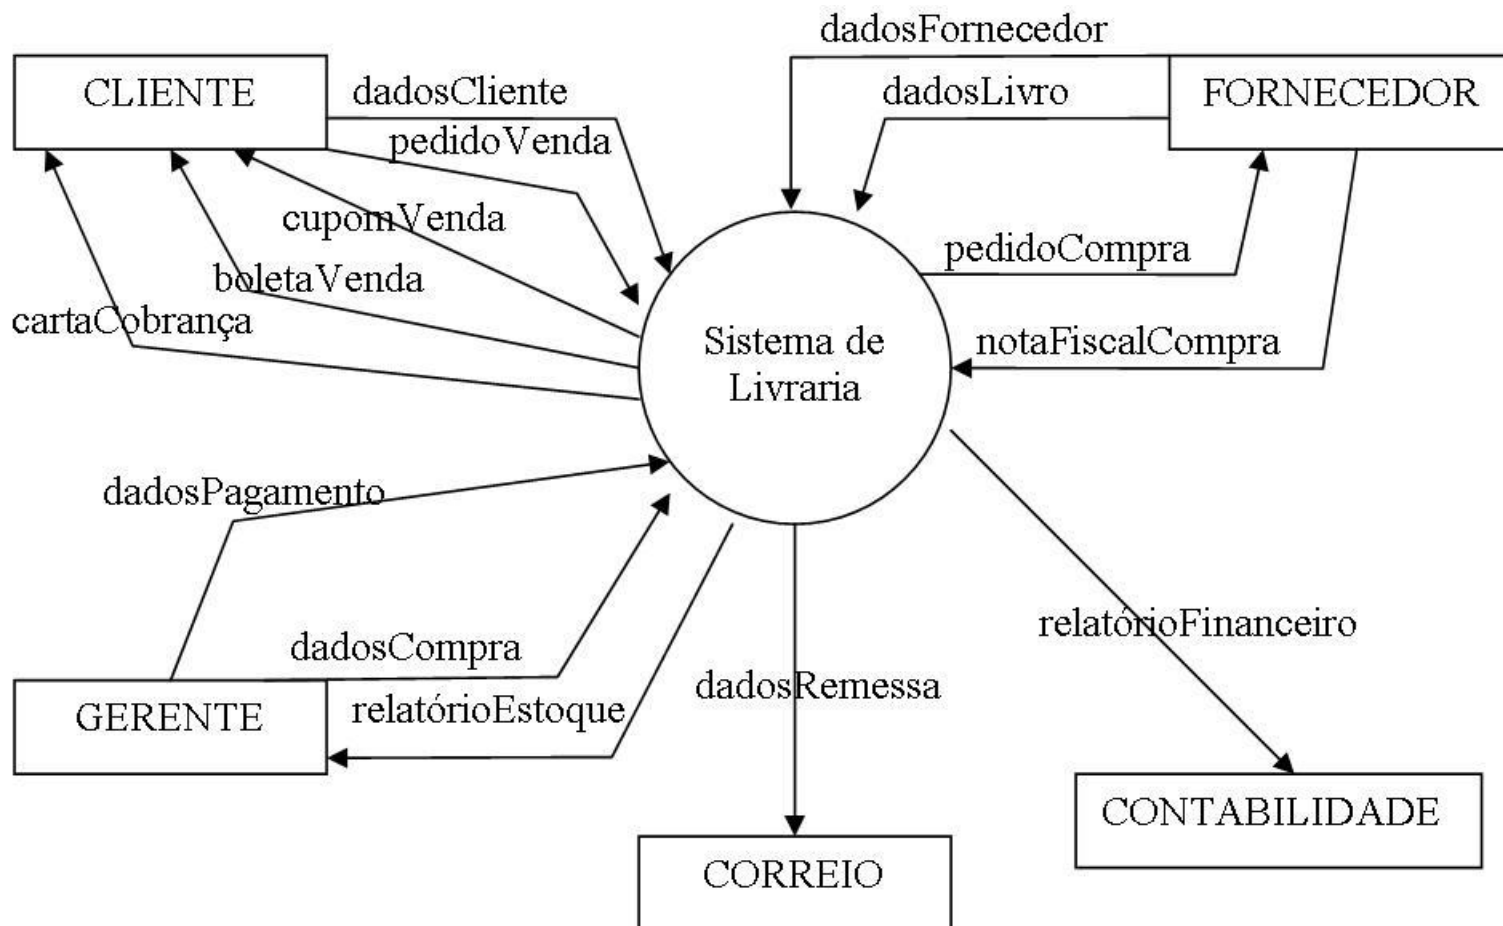 dadosFornecedor
CLIENTE
dadosCliente
dadosLivro
FORNECEDOR
pedidoVenda
cupomVenda
pedidoCompra
boletaVenda
cartaCobrança
Sistema de
Livraria
notaFiscalCompra
dadosPagamento
relatórioFinanceiro
dadosCompra
dadosRemessa
GERENTE
relatórioEstoque
CONTABILIDADE
CORREIO